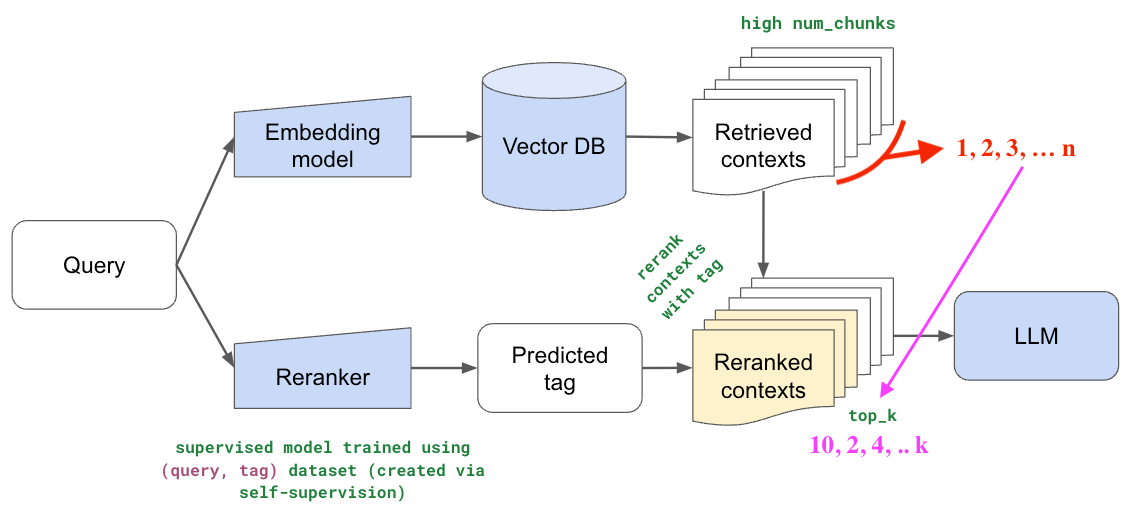 high num_chunks
Embedding
model
Vector DB
Retrieved
contexts
1, 2, 3, ... n
Query
rerank
contexts
with tag
Reranker
Predicted
tag
Reranked
contexts
LLM
top_k
10, 2, 4, .. k
supervised model trained using
(query, tag) dataset (created via
self-supervision)